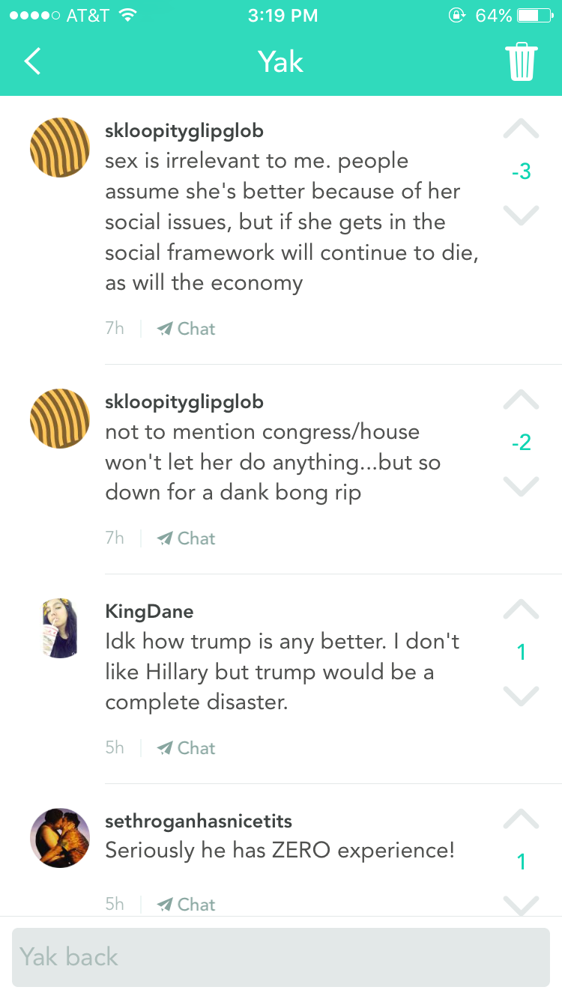 AT&T 3:19 PM 64%
Yak
skloopityglipglob
sex is irrelevant to me. people
assume she's better because of her
social issues, but if she gets in the
social framework will continue to die,
as will the economy
-3
7h Chat
skloopityglipglob
not to mention congress/house
won't let her do anything...but so
down for a dank bong rip
-2
7h Chat
KingDane
Idk how trump is any better. I don't
like Hillary but trump would be a
complete disaster.
1
5h Chat
sethroganhasnicetits
Seriously he has ZERO experience!
1
5h Chat
Yak back